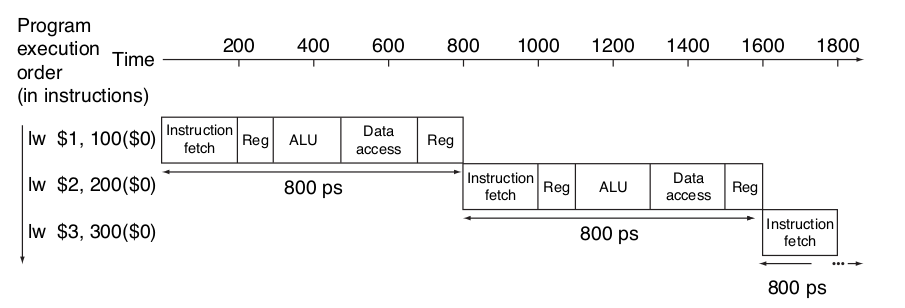 Program
execution
order
(in instructions)
Time
200 400 600 800 1000 1200 1400 1600 1800
lw $1, 100($0)
Instruction
fetch
Reg
ALU
Data
access
Reg
800 ps
lw $2, 200($0)
Instruction
fetch
Reg
ALU
Data
access
Reg
800 ps
lw $3, 300($0)
Instruction
fetch
...
800 ps